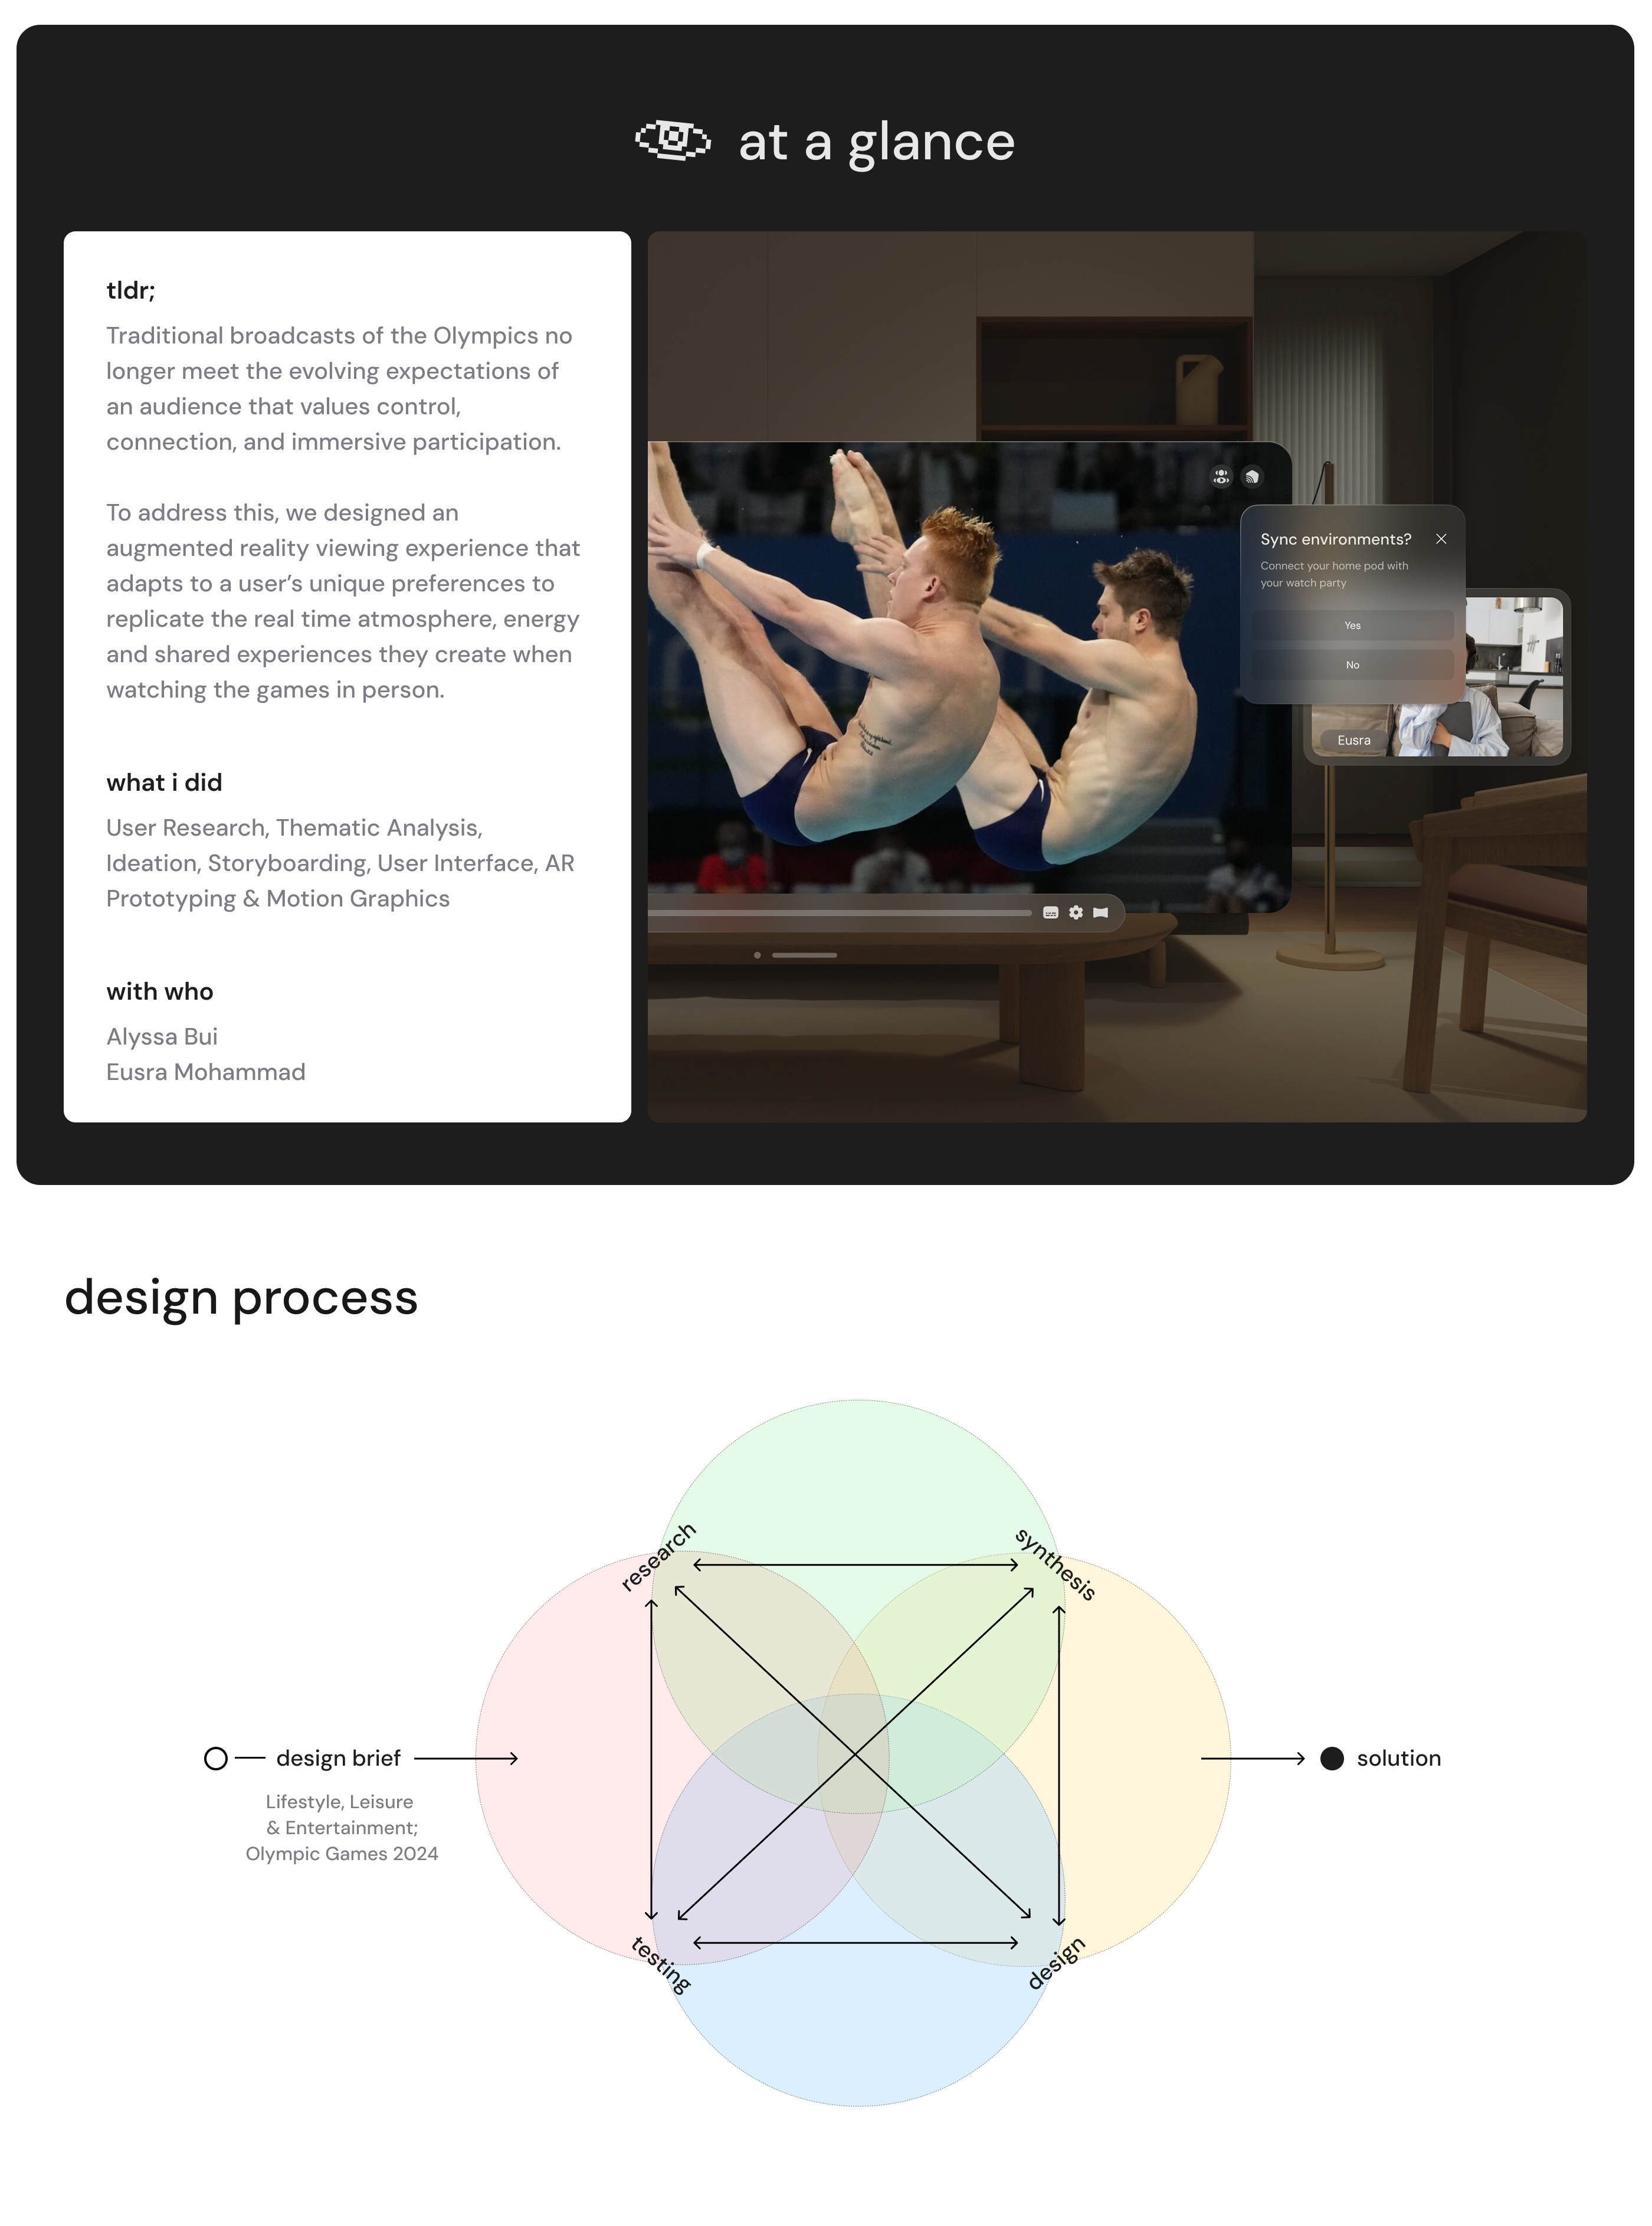 at a glance
tldr;
Traditional broadcasts of the Olympics no
longer meet the evolving expectations of
an audience that values control,
connection, and immersive participation.
To address this, we designed an
augmented reality viewing experience that
adapts to a user’s unique preferences to
replicate the real time atmosphere, energy
and shared experiences they create when
watching the games in person.
what i did
User Research, Thematic Analysis,
Ideation, Storyboarding, User Interface, AR
Prototyping & Motion Graphics
with who
Alyssa Bui
Eusra Mohammad
Sync environments?
Connect your home pod with
your watch party
Yes
No
Eusra
design process
research
synthesis
design brief
Lifestyle, Leisure
& Entertainment;
Olympic Games 2024
solution
testing
design